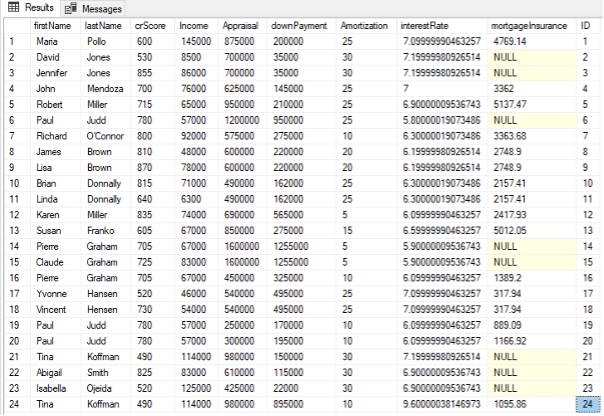 Results Messages
firstName lastName crScore Income Appraisal downPayment Amortization interestRate mortgageInsurance ID
1 Maria Pollo 600 145000 875000 200000 25 7.09999990463257 4769.14 1
2 David Jones 530 8500 700000 35000 30 7.19999980926514 NULL 2
3 Jennifer Jones 855 86000 700000 35000 30 7.19999980926514 NULL 3
4 John Mendoza 700 76000 625000 145000 25 7 3362 4
5 Robert Miller 715 65000 950000 210000 25 6.90000009536743 5137.47 5
6 Paul Judd 780 57000 1200000 950000 25 5.80000019073486 NULL 6
7 Richard O'Connor 800 92000 575000 275000 10 6.30000019073486 3363.68 7
8 James Brown 810 48000 600000 220000 20 6.19999980926514 2748.9 8
9 Lisa Brown 870 78000 600000 220000 20 6.19999980926514 2748.9 9
10 Brian Donnally 815 71000 490000 162000 25 6.30000019073486 2157.41 10
11 Linda Donnally 640 6300 490000 162000 25 6.30000019073486 2157.41 11
12 Karen Miller 835 74000 690000 565000 5 6.09999990463257 2417.93 12
13 Susan Franko 605 67000 850000 275000 15 6.59999990463257 5012.05 13
14 Pierre Graham 705 67000 1600000 1255000 5 5.90000009536743 NULL 14
15 Claude Graham 725 83000 1600000 1255000 5 5.90000009536743 NULL 15
16 Pierre Graham 705 67000 450000 325000 10 6.09999990463257 1389.2 16
17 Yvonne Hansen 520 46000 540000 495000 25 7.09999990463257 317.94 17
18 Vincent Hensen 730 54000 540000 495000 25 7.09999990463257 317.94 18
19 Paul Judd 780 57000 250000 170000 10 6.09999990463257 889.09 19
20 Paul Judd 780 57000 300000 195000 10 6.09999990463257 1166.92 20
21 Tina Koffman 490 114000 980000 150000 30 7.19999980926514 NULL 21
22 Abigail Smith 825 83000 610000 115000 30 6.90000009536743 NULL 22
23 Isabella Ojeida 520 125000 425000 22000 30 6.90000009536743 NULL 23
24 Tina Koffman 490 114000 980000 895000 10 9.60000038146973 1095.86 24